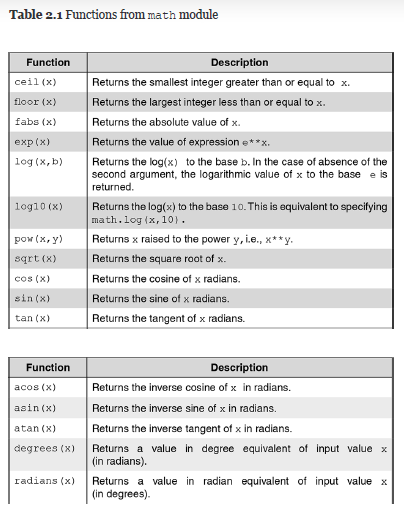 Table 2.1 Functions from math module
Function Description
ceil(x) Returns the smallest integer greater than or equal to x.
floor(x) Returns the largest integer less than or equal to x.
fabs(x) Returns the absolute value of x.
exp(x) Returns the value of expression e**x.
log(x,b) Returns the log(x) to the base b. In the case of absence of the
second argument, the logarithmic value of x to the base e is
returned.
log10(x) Returns the log(x) to the base 10. This is equivalent to specifying
math.log(x,10).
pow(x,y) Returns x raised to the power y, i.e., x**y.
sqrt(x) Returns the square root of x.
cos(x) Returns the cosine of x radians.
sin(x) Returns the sine of x radians.
tan(x) Returns the tangent of x radians.
Function Description
acos(x) Returns the inverse cosine of x in radians.
asin(x) Returns the inverse sine of x in radians.
atan(x) Returns the inverse tangent of x in radians.
degrees(x) Returns a value in degree equivalent of input value x
(in radians).
radians(x) Returns a value in radian equivalent of input value x
(in degrees).